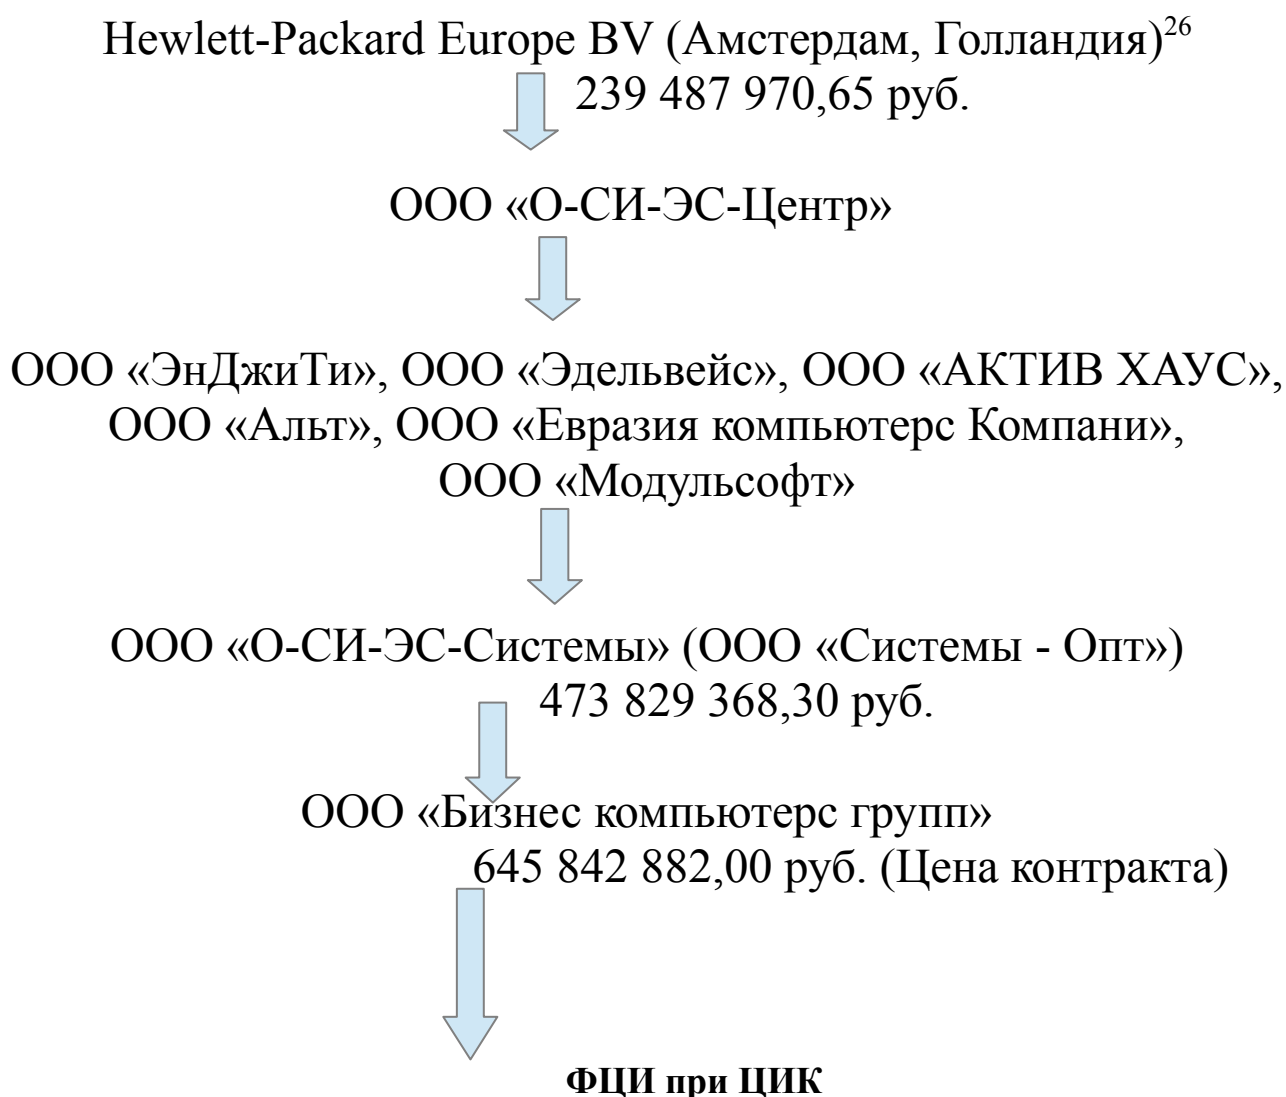 Hewlett-Packard Europe BV (Амстердам, Голландия)26
239 487 970,65 руб.
ООО «О-СИ-ЭС-Центр»
ООО «ЭнДжиТи», ООО «Эдельвейс», ООО «АКТИВ ХАУС»,
ООО «Альт», ООО «Евразия компьютерс Компани»,
ООО «Модульсофт»
ООО «О-СИ-ЭС-Системы» (ООО «Системы - Опт»)
473 829 368,30 руб.
ООО «Бизнес компьютерс групп»
645 842 882,00 руб. (Цена контракта)
ФЦИ при ЦИК